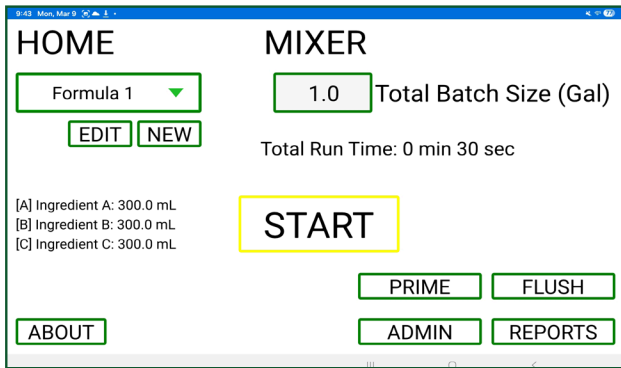 9:43 Mon, Mar 9
77
HOME
MIXER
Formula 1
1.0
Total Batch Size (Gal)
EDIT
NEW
Total Run Time: 0 min 30 sec
[A] Ingredient A: 300.0 mL
[B] Ingredient B: 300.0 mL
[C] Ingredient C: 300.0 mL
START
PRIME
FLUSH
ABOUT
ADMIN
REPORTS